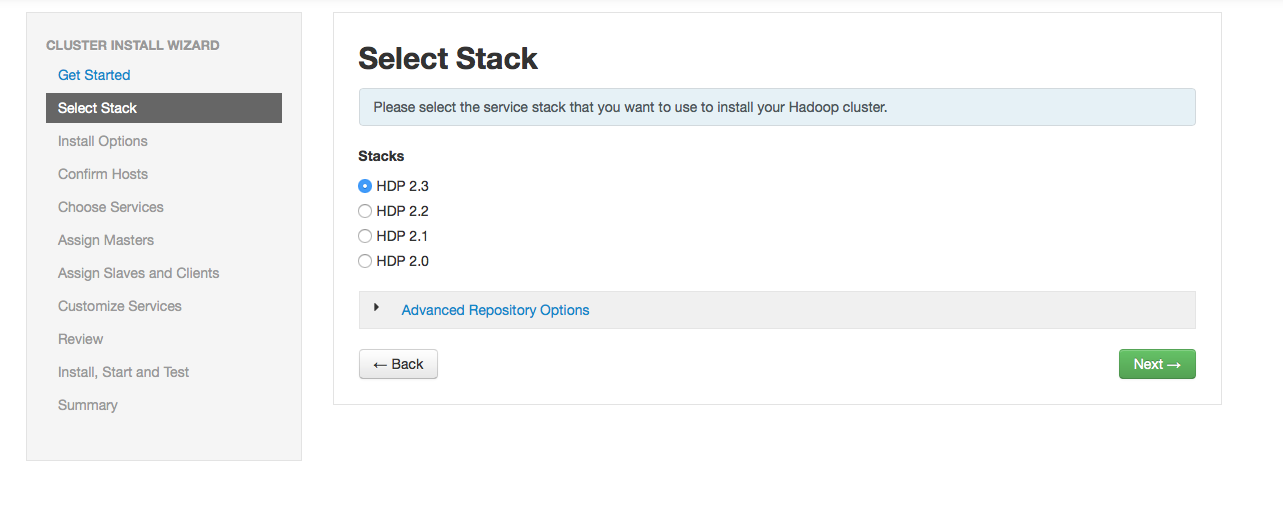 CLUSTER INSTALL WIZARD
Get Started
Select Stack
Install Options
Confirm Hosts
Choose Services
Assign Masters
Assign Slaves and Clients
Customize Services
Review
Install, Start and Test
Summary
Select Stack
Please select the service stack that you want to use to install your Hadoop cluster.
Stacks
HDP 2.3
HDP 2.2
HDP 2.1
HDP 2.0
Advanced Repository Options
← Back
Next →